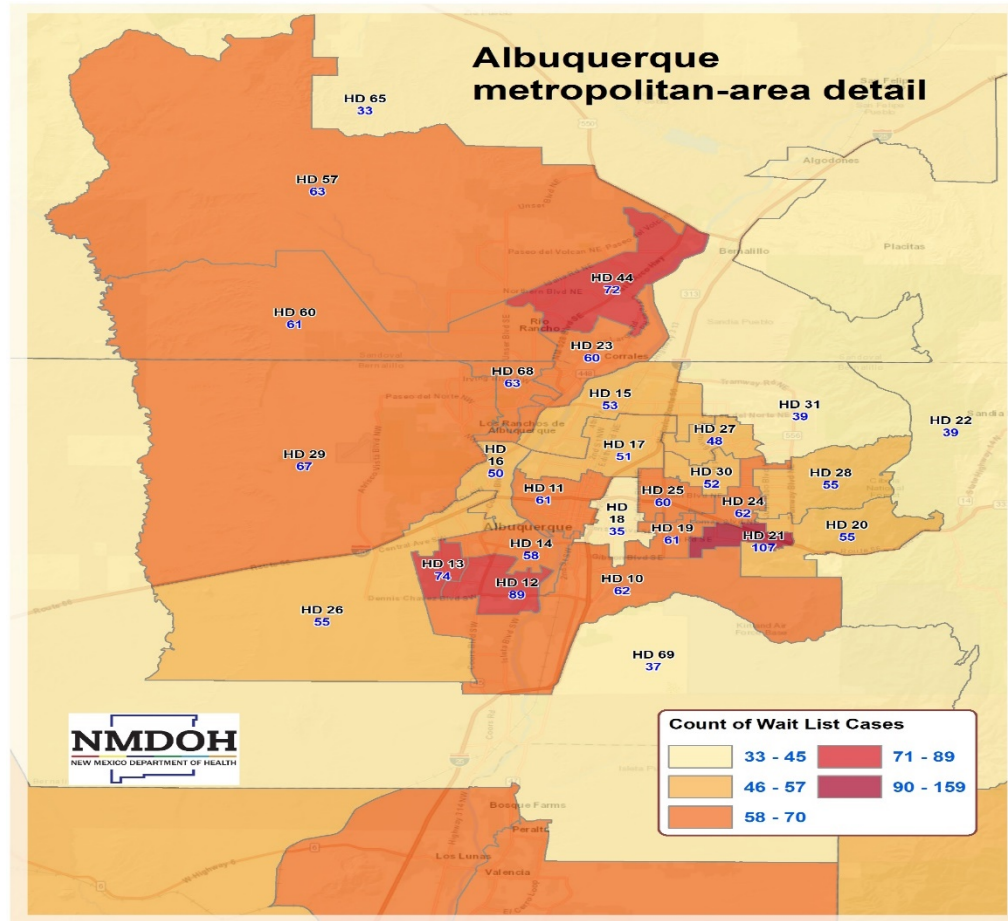 Albuquerque
metropolitan-area detail
HD 65
33
HD 57
63
Algodones
Bernalillo
Placitas
HD 44
72
HD 60
61
Rio
Rancho
HD 23
60
Corrales
HD 68
63
HD 15
53
HD 31
39
HD 22
39
Sandia
HD 27
48
HD 17
51
HD 29
67
Los Ranchos de
Albuquerque
HD
16
50
HD 30
52
HD 28
55
HD 11
61
HD 25
60
HD 24
62
HD
18
35
HD 20
55
Albuquerque
HD 19
61
HD 21
107
HD 14
58
HD 13
74
HD 12
89
HD 10
62
HD 26
55
HD 69
37
NMDOH
NEW MEXICO DEPARTMENT OF HEALTH
Count of Wait List Cases
33 - 45
71 - 89
46 - 57
90 - 159
58 - 70
Bosque Farms
Los Lunas
Valencia